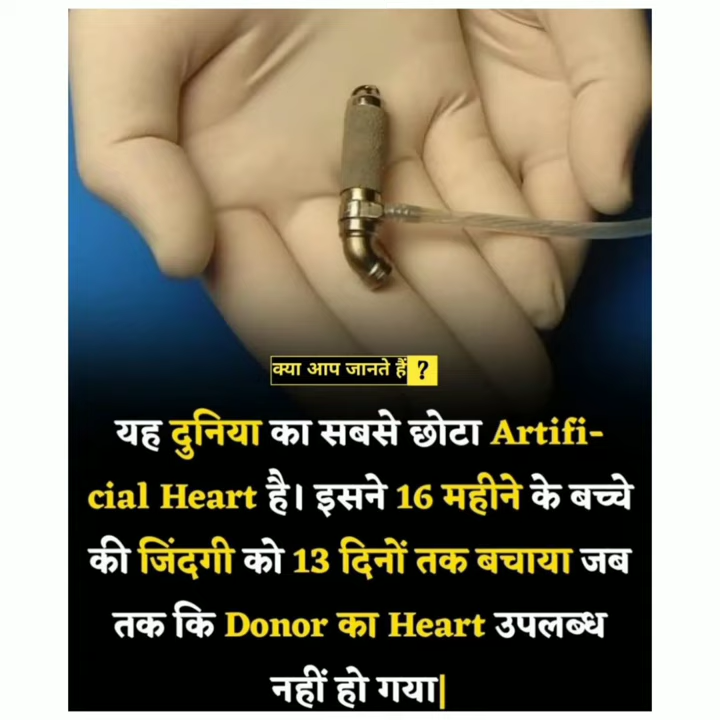 क्या आप जानते हैं ?
यह दुनिया का सबसे छोटा Artifi-
cial Heart है। इसने 16 महीने के बच्चे
की जिंदगी को 13 दिनों तक बचाया जब
तक कि Donor का Heart उपलब्ध
नहीं हो गया|